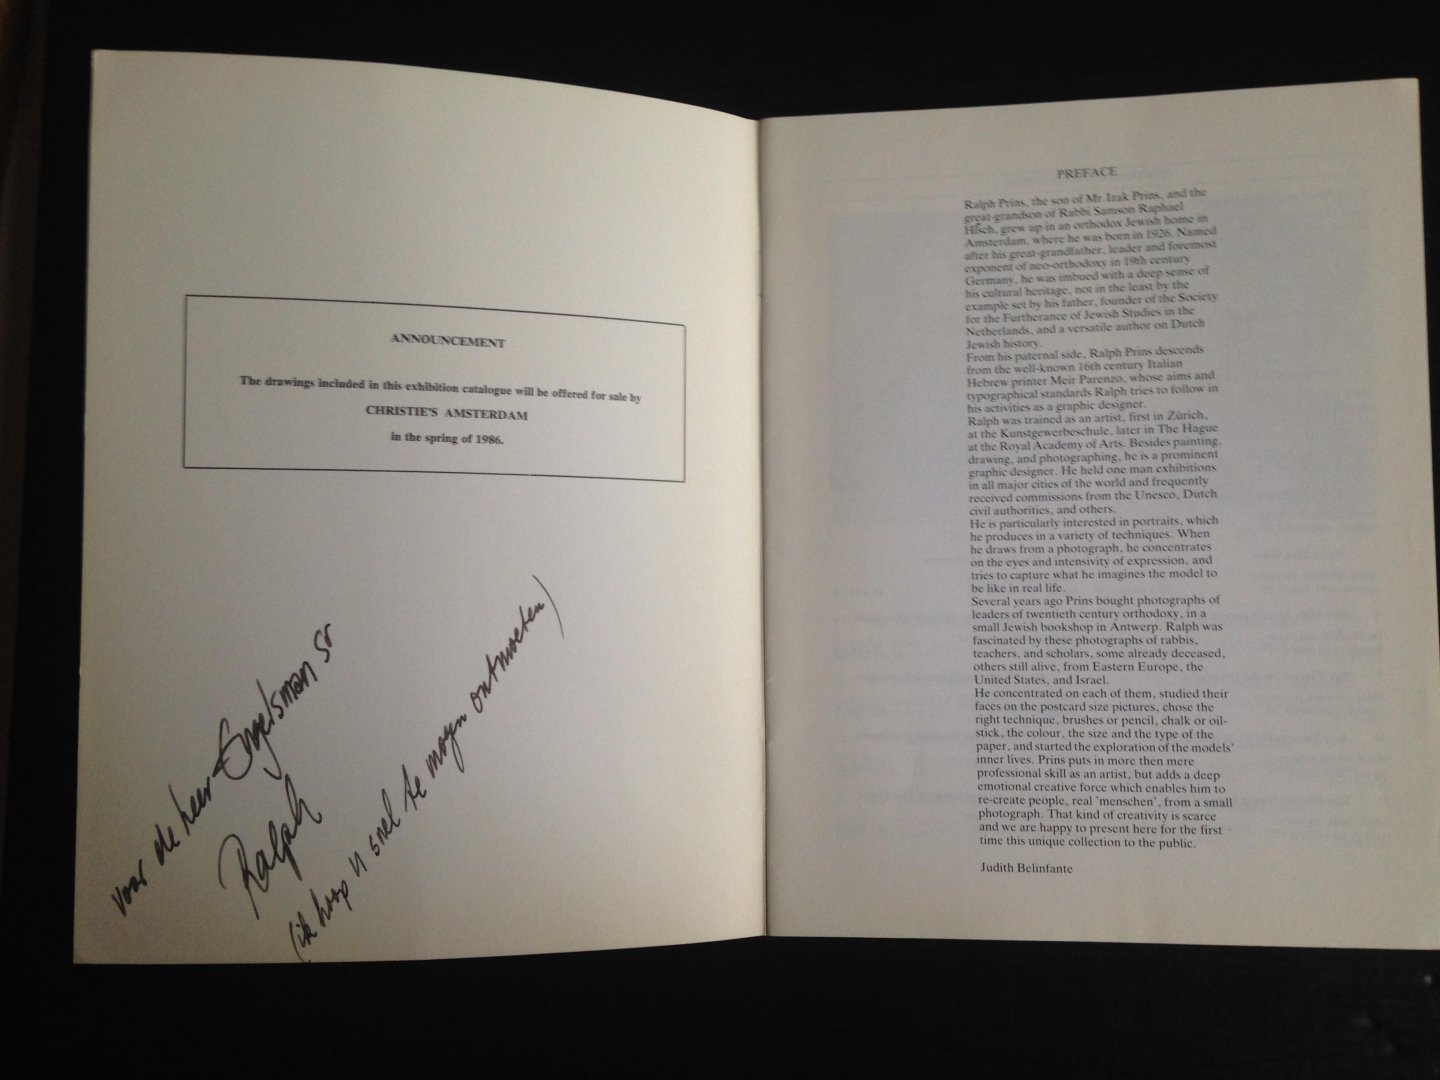 ANNOUNCEMENT
The drawings included in this exhibition catalogue will be offered for sale by
CHRISTIE'S AMSTERDAM
in the spring of 1986.
voor de heer Engelsman sr
Ralph
(ik hoop U snel te mogen ontmoeten)
PREFACE
Ralph Prins, the son of Mr. Izak Prins, and the
great-grandson of Rabbi Samson Raphael
Hisch, grew up in an orthodox Jewish home in
Amsterdam, where he was born in 1926. Named
after his great-grandfather, leader and foremost
exponent of neo-orthodoxy in 19th century
Germany, he was imbued with a deep sense of
his cultural heritage, not in the least by the
example set by his father, founder of the Society
for the Furtherance of Jewish Studies in the
Netherlands, and a versatile author on Dutch
Jewish history.
From his paternal side, Ralph Prins descends
from the well-known 16th century Italian
Hebrew printer Meir Parenzo, whose aims and
typographical standards Ralph tries to follow in
his activities as a graphic designer.
Ralph was trained as an artist, first in Zürich,
at the Kunstgewerbeschule, later in The Hague
at the Royal Academy of Arts. Besides painting,
drawing, and photographing, he is a prominent
graphic designer. He held one man exhibitions
in all major cities of the world and frequently
received commissions from the Unesco, Dutch
civil authorities, and others.
He is particularly interested in portraits, which
he produces in a variety of techniques. When
he draws from a photograph, he concentrates
on the eyes and intensivity of expression, and
tries to capture what he imagines the model to
be like in real life.
Several years ago Prins bought photographs of
leaders of twentieth century orthodoxy, in a
small Jewish bookshop in Antwerp. Ralph was
fascinated by these photographs of rabbis,
teachers, and scholars, some already deceased,
others still alive, from Eastern Europe, the
United States, and Israel.
He concentrated on each of them, studied their
faces on the postcard size pictures, chose the
right technique, brushes or pencil, chalk or oil-
stick, the colour, the size and the type of the
paper, and started the exploration of the models'
inner lives. Prins puts in more then mere
professional skill as an artist, but adds a deep
emotional creative force which enables him to
re-create people, real 'menschen', from a small
photograph. That kind of creativity is scarce
and we are happy to present here for the first
time this unique collection to the public.
Judith Belinfante